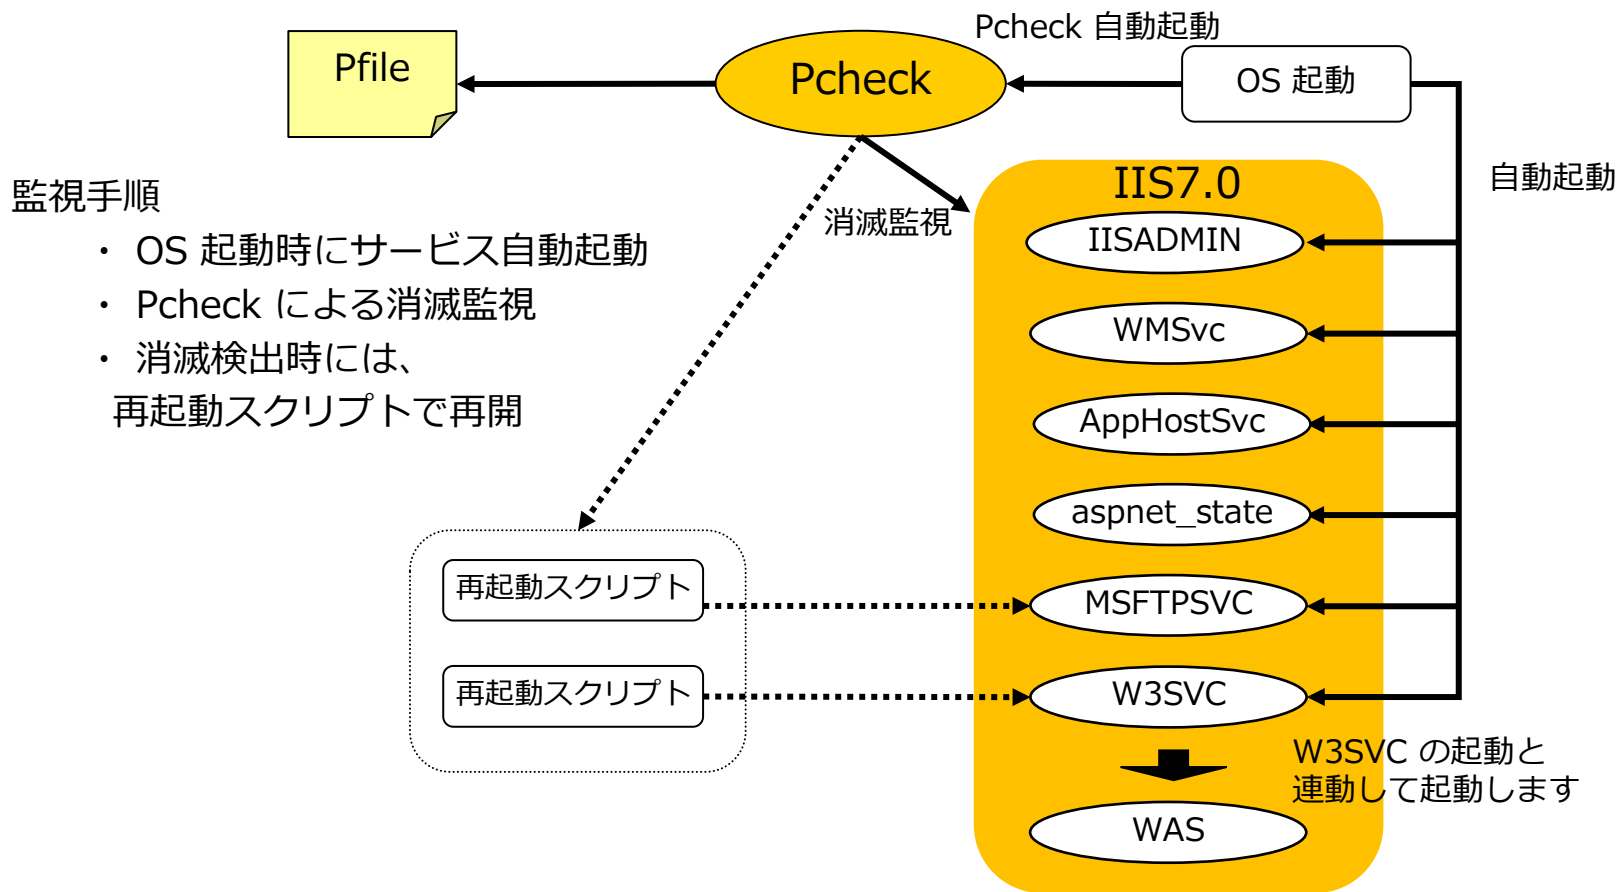 Pcheck 自動起動
Pfile
Pcheck
OS 起動
自動起動
監視手順
・ OS 起動時にサービス自動起動
・ Pcheck による消滅監視
・ 消滅検出時には、
再起動スクリプトで再開
消滅監視
IIS7.0
IISADMIN
WMSvc
AppHostSvc
aspnet_state
再起動スクリプト
MSFTPSVC
再起動スクリプト
W3SVC
W3SVC の起動と
連動して起動します
WAS